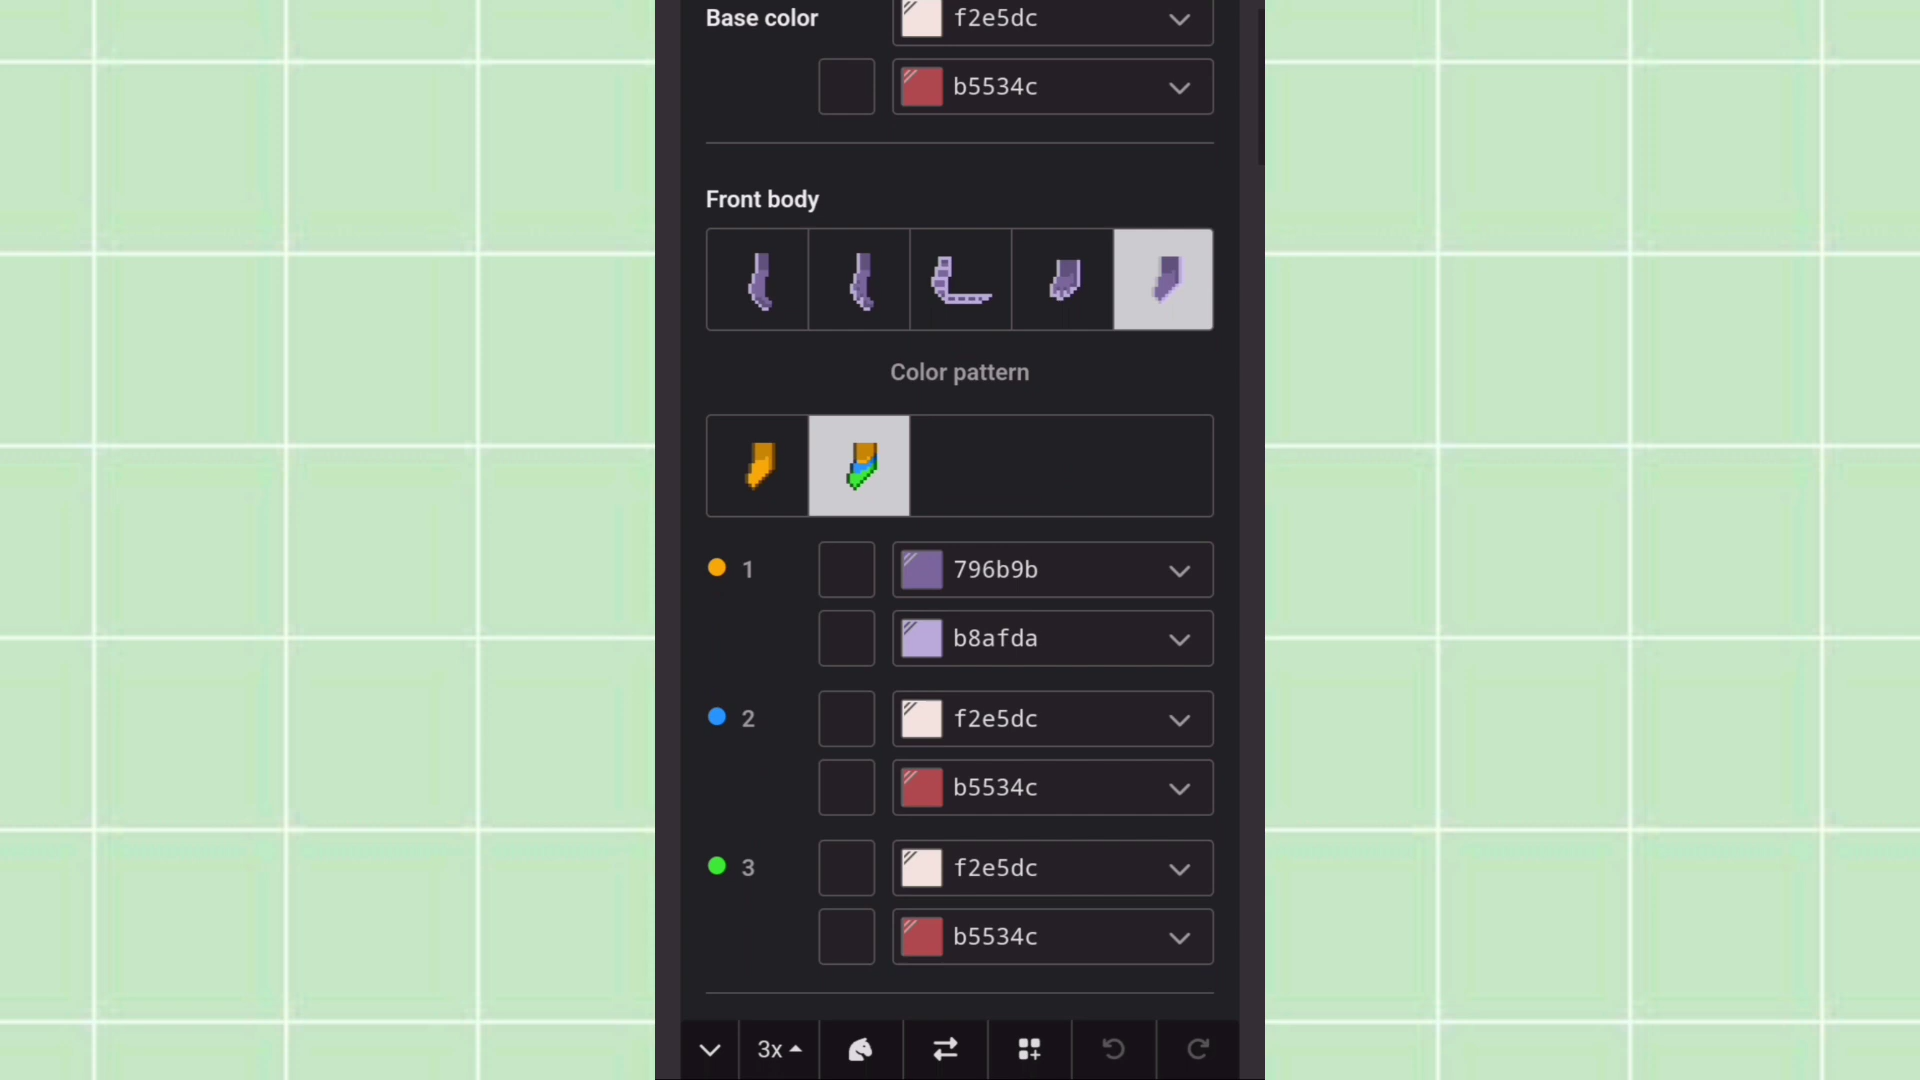 Base color
f2e5dc
b5534c
Front body
Color pattern
1
796b9b
b8afda
2
f2e5dc
b5534c
3
f2e5dc
b5534c
3x